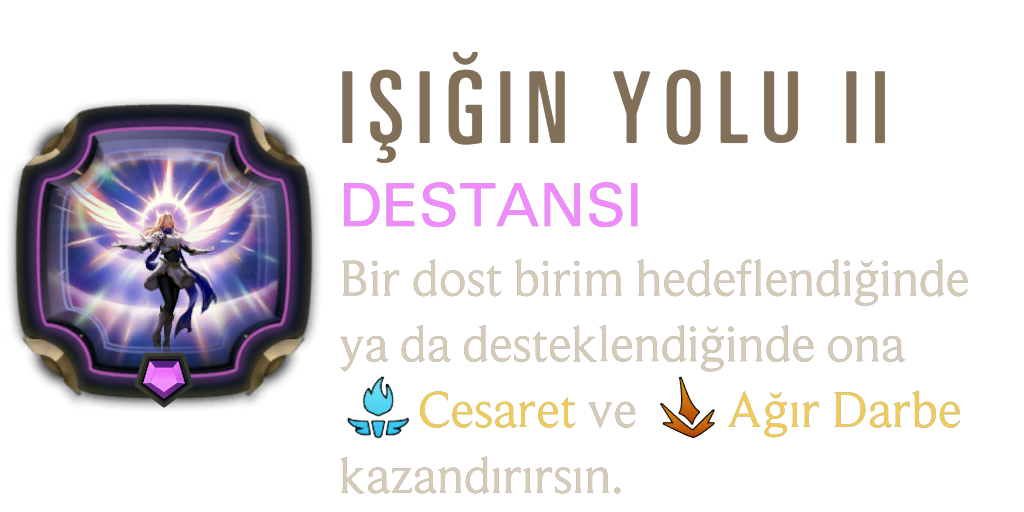 IŞIĞIN YOLU II
DESTANSI
Bir dost birim hedeflendiğinde
ya da desteklendiğinde ona
Cesaret ve Ağır Darbe
kazandırırsın.